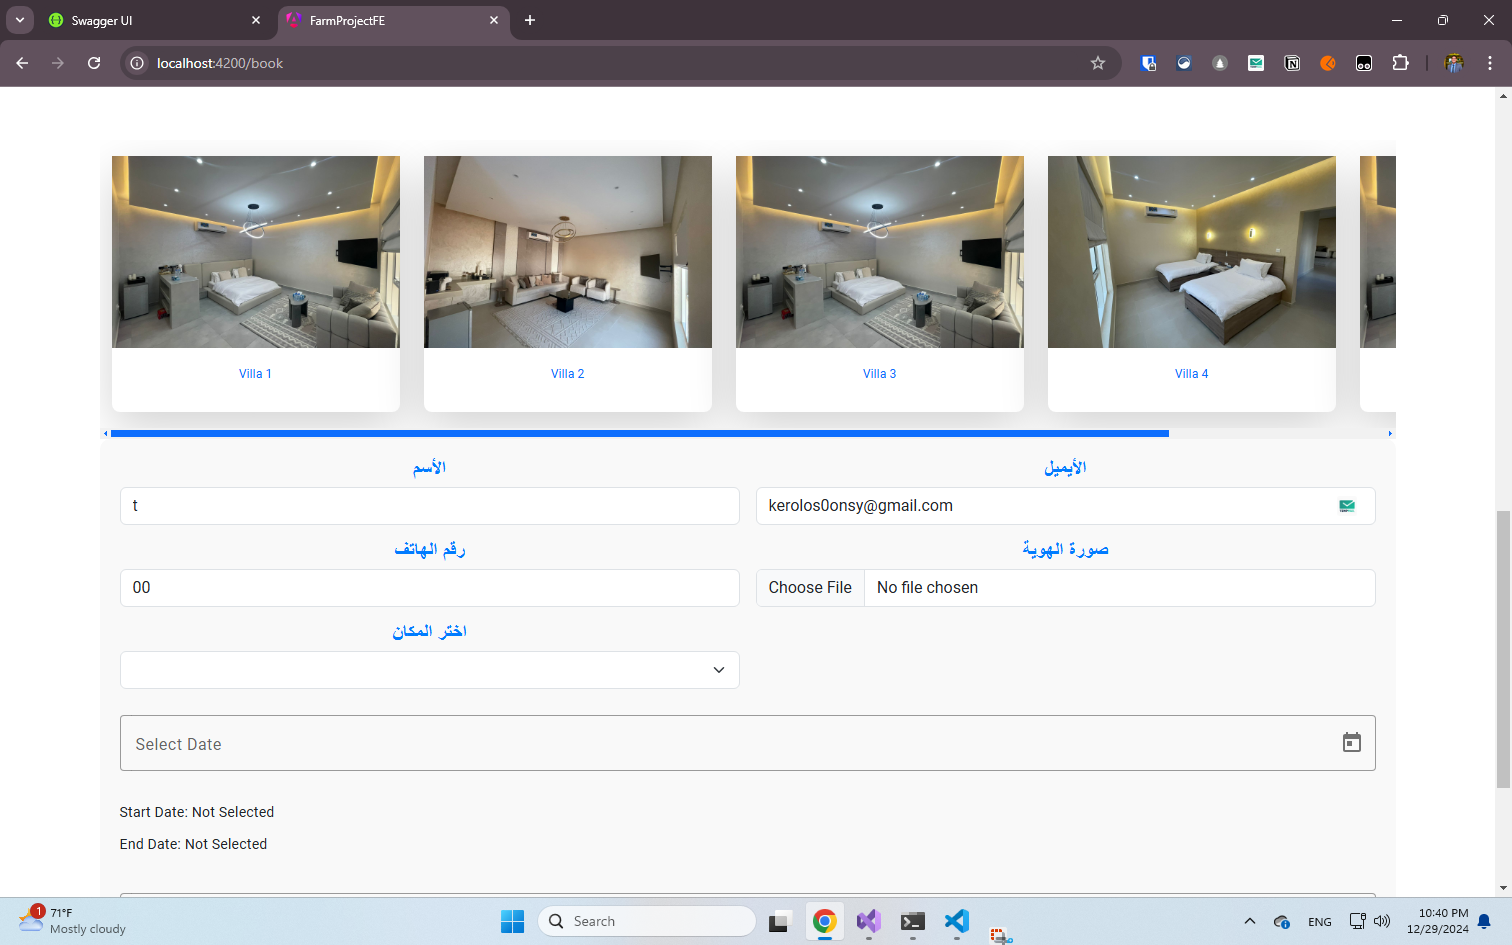 Swagger UI
FarmProjectFE
localhost:4200/book
Villa 1
Villa 2
Villa 3
Villa 4
الأسم
الأيميل
t
kerolos0onsy@gmail.com
رقم الهاتف
صورة الهوية
00
Choose File
No file chosen
اختر المكان
Select Date
Start Date: Not Selected
End Date: Not Selected
1
71°F
Mostly cloudy
Search
ENG
10:40 PM
12/29/2024